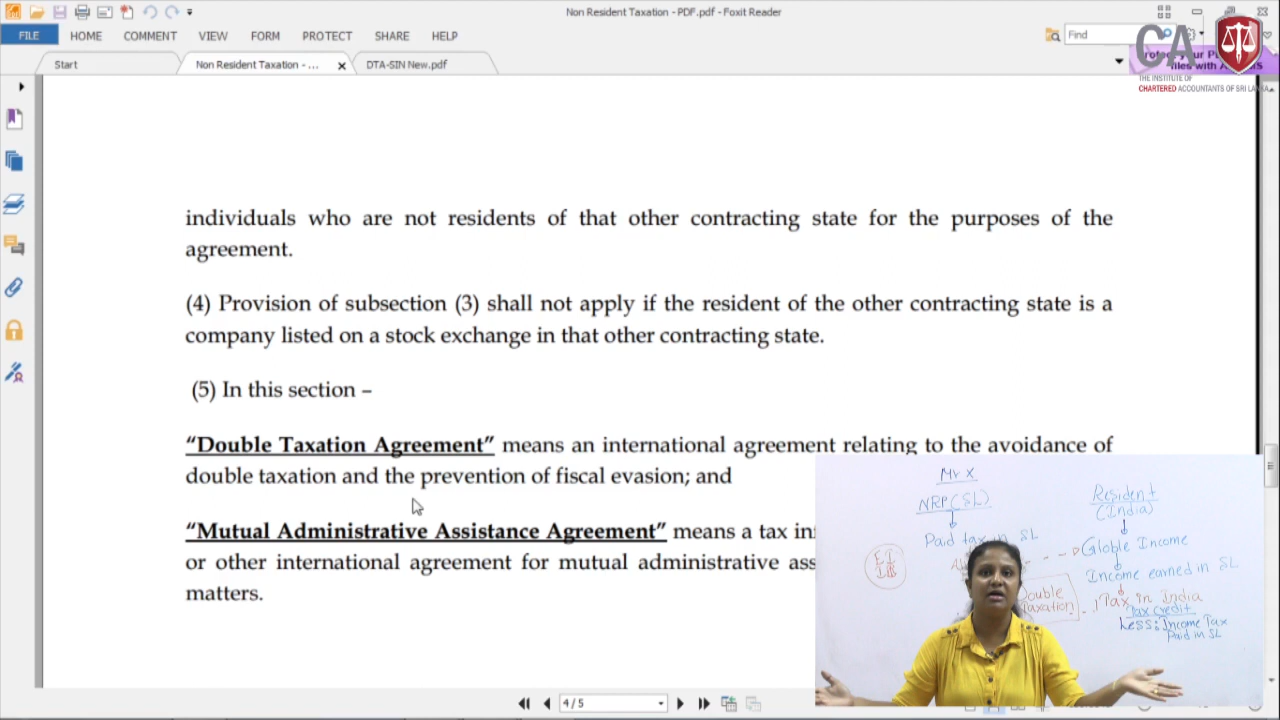 Non Resident Taxation - PDF.pdf - Foxit Reader
FILE HOME COMMENT VIEW FORM PROTECT SHARE HELP
Find
CA
THE INSTITUTE OF
CHARTERED ACCOUNTANTS OF SRI LANKA
files with
Start
Non Resident Taxation - ...
DTA-SIN New.pdf
individuals who are not residents of that other contracting state for the purposes of the
agreement.
(4) Provision of subsection (3) shall not apply if the resident of the other contracting state is a
company listed on a stock exchange in that other contracting state.
(5) In this section –
“Double Taxation Agreement” means an international agreement relating to the avoidance of
double taxation and the prevention of fiscal evasion; and
“Mutual Administrative Assistance Agreement” means a tax
or other international agreement for mutual administrative
matters.
Mr X
NRP (SL)
Paid tax in SL
Double
Taxation
Resident
(India)
Globle Income
Income earned in SL
Tax in India
Tax credit
Less: Income Tax
Paid in SL
4 / 5